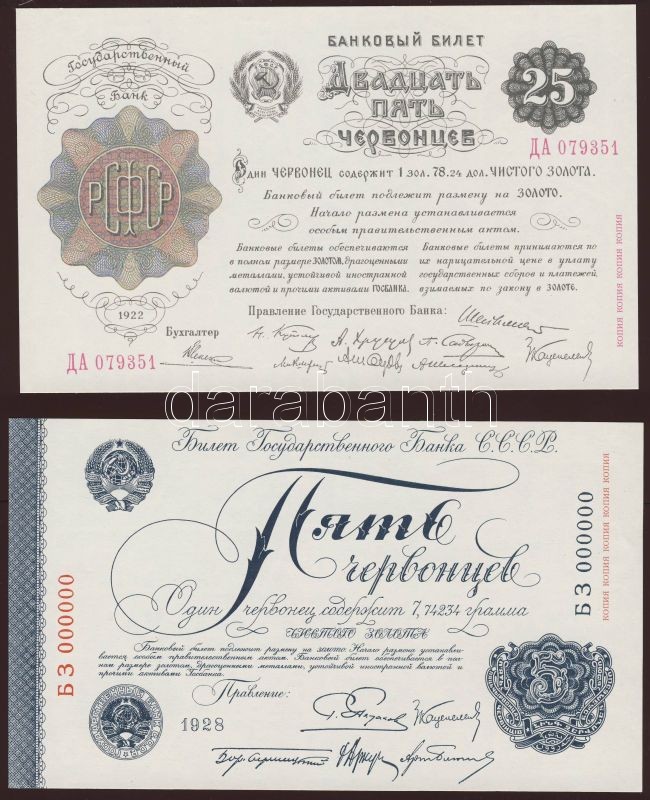 Государственный
Банк
БАНКОВЫЙ БИЛЕТ
Двадцать
пять
червонцев
25
ДА 079351
РСФСР
Один ЧЕРВОНЕЦ СОДЕРЖИТ 1 ЗОЛ. 78.24 ДОЛ. ЧИСТОГО ЗОЛОТА.
Банковый билет подлежит размену на ЗОЛОТО.
Начало размена устанавливается
особым правительственным актом.
Банковые билеты обеспечиваются
в полном размере ЗОЛОТОМ, драгоценными
металлами, устойчивой иностранной
валютой и прочими активами ГОСБАНКА.
Банковые билеты принимаются по
их нарицательной цене в уплату
государственных сборов и платежей,
взимаемых по закону в ЗОЛОТЕ.
1922
Правление Государственного Банка:
Бухгалтер
ДА 079351
КОПИЯ КОПИЯ КОПИЯ КОПИЯ
darabanth
Билет Государственного Банка С.С.С.Р.
Пять
червонцев
Один червонец содержит 7,74234 грамма
ЧИСТОГО ЗОЛОТА
Банковый билет подлежит размену на золото. Начало размена устанавли-
вается особым правительственным актом. Банковый билет обеспечивается в пол-
ном размере золотом, драгоценными металлами, устойчивой иностранной валютой и
прочими активами Госбанка.
Правление:
1928
5
БЗ 000000
БЗ 000000
КОПИЯ КОПИЯ КОПИЯ КОПИЯ КОПИЯ